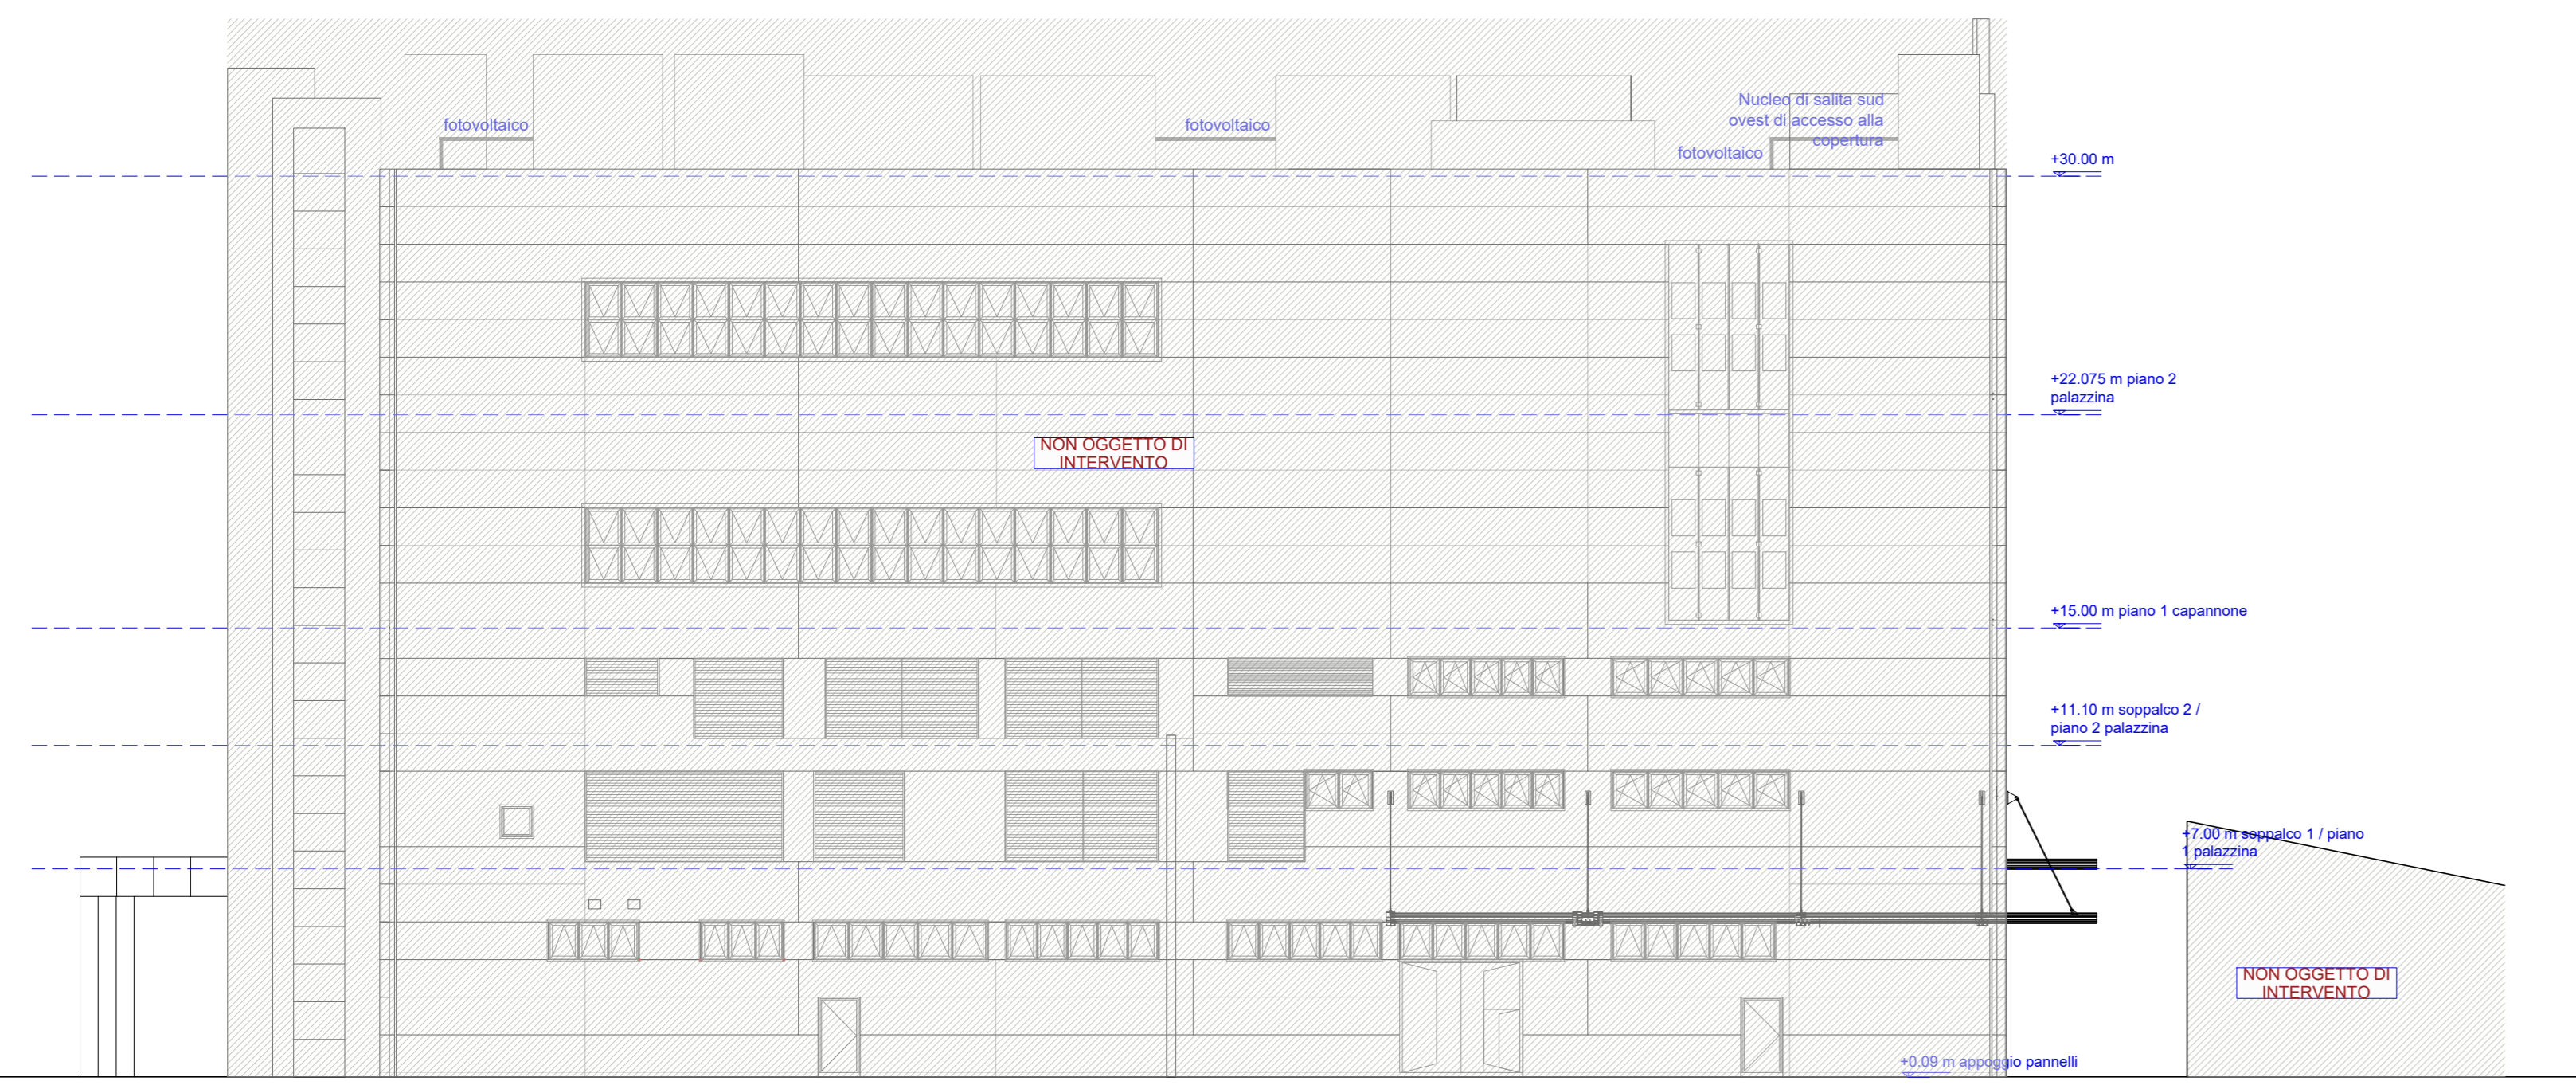 Nucleo di salita sud
ovest di accesso alla
copertura
fotovoltaico
fotovoltaico
fotovoltaico
+30.00 m
+22.075 m piano 2
palazzina
NON OGGETTO DI
INTERVENTO
+15.00 m piano 1 capannone
+11.10 m soppalco 2 /
piano 2 palazzina
+7.00 m soppalco 1 / piano
1 palazzina
NON OGGETTO DI
INTERVENTO
+0.09 m appoggio pannelli